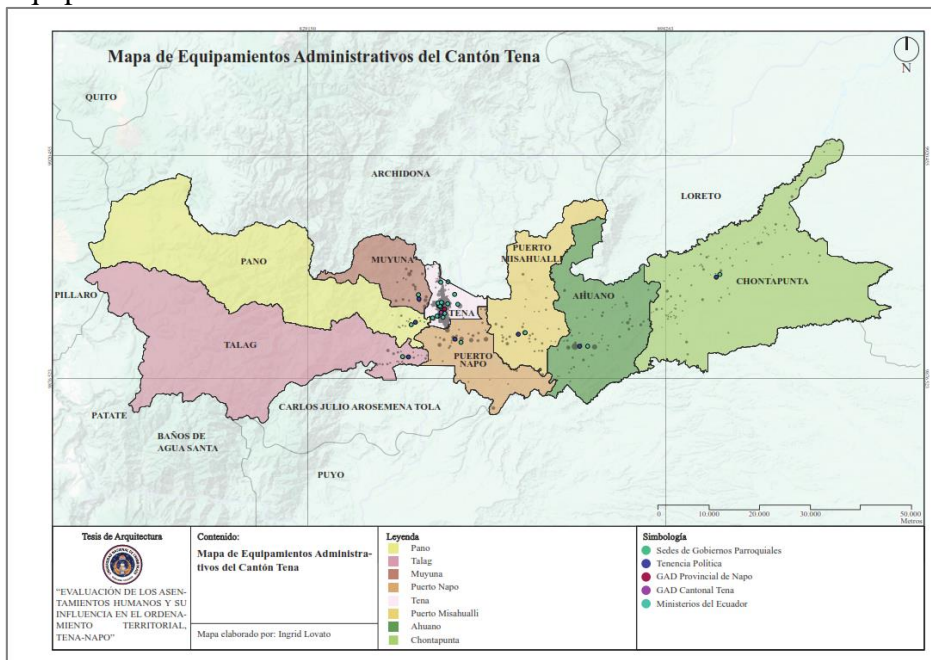 Mapa de Equipamientos Administrativos del Cantón Tena
N
QUITO
ARCHIDONA
LORETO
PANO
MUYUNA
PUERTO
MISAHUALLI
TENA
AHUANO
CHONTAPUNTA
PILLARO
TALAG
PUERTO
NAPO
PATATE
CARLOS JULIO AROSEMENA TOLA
BAÑOS DE
AGUA SANTA
PUYO
0 10.000 20.000 30.000 50.000
Metros
Tesis de Arquitectura
"EVALUACIÓN DE LOS ASEN-
TAMIENTOS HUMANOS Y SU
INFLUENCIA EN EL ORDENA-
MIENTO TERRITORIAL,
TENA-NAPO"
Contenido:
Mapa de Equipamientos Administra-
tivos del Cantón Tena
Mapa elaborado por: Ingrid Lovato
Leyenda
Pano
Talag
Muyuna
Puerto Napo
Tena
Puerto Misahualli
Ahuano
Chontapunta
Simbología
Sedes de Gobiernos Parroquiales
Tenencia Política
GAD Provincial de Napo
GAD Cantonal Tena
Ministerios del Ecuador